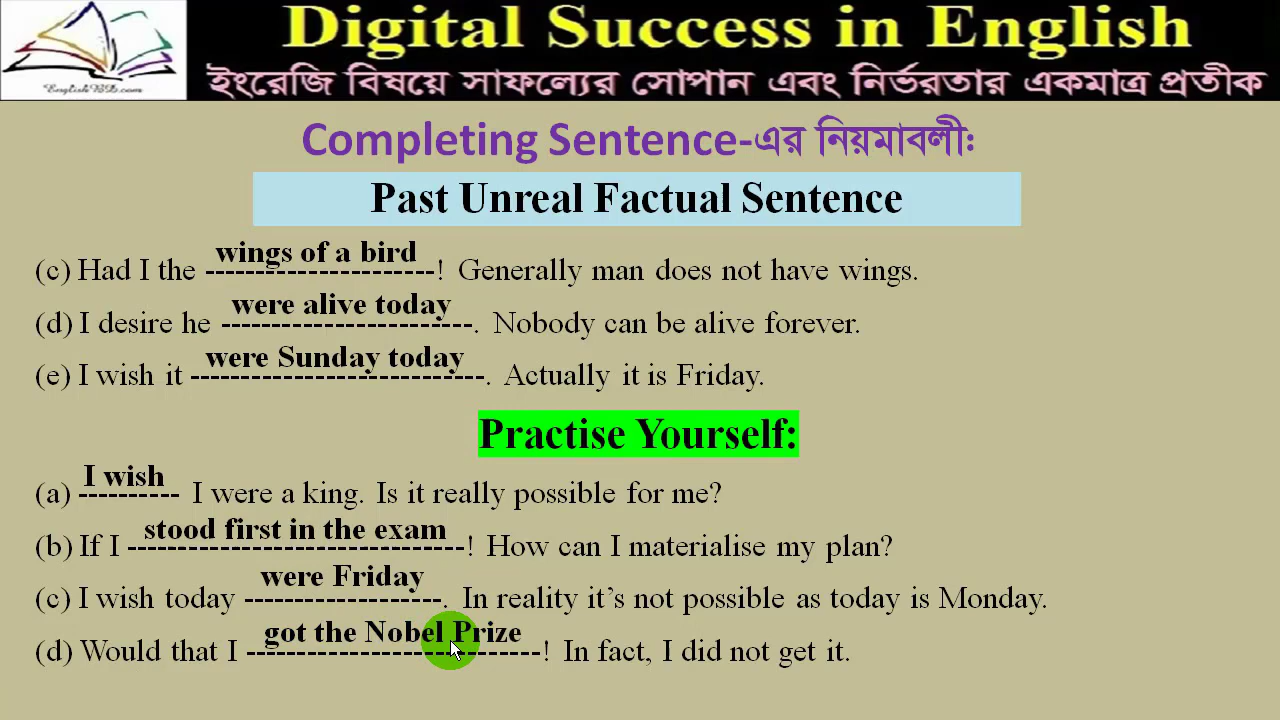 Digital Success in English
ইংরেজি বিষয়ে সাফল্যের সোপান এবং নির্ভরতার একমাত্র প্রতীক
EnglishBD.com
Completing Sentence-এর নিয়মাবলী:
Past Unreal Factual Sentence
(c) Had I the wings of a bird! Generally man does not have wings.
(d) I desire he were alive today. Nobody can be alive forever.
(e) I wish it were Sunday today. Actually it is Friday.
Practise Yourself:
(a) I wish I were a king. Is it really possible for me?
(b) If I stood first in the exam! How can I materialise my plan?
(c) I wish today were Friday. In reality it’s not possible as today is Monday.
(d) Would that I got the Nobel Prize! In fact, I did not get it.